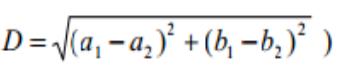 D = √((a₁ − a₂)² + (b₁ − b₂)²) )